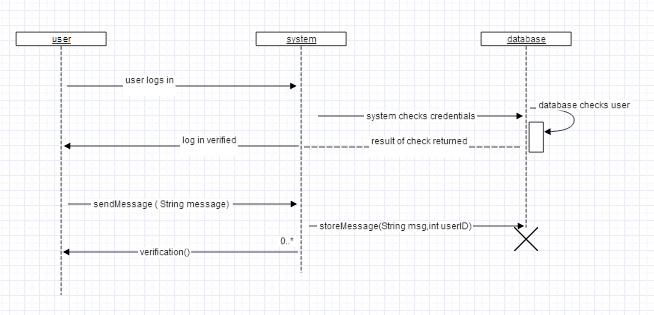 user
system
database
user logs in
database checks user
system checks credentials
log in verified
result of check returned
sendMessage ( String message)
storeMessage(String msg,int userID)
0..*
verification()